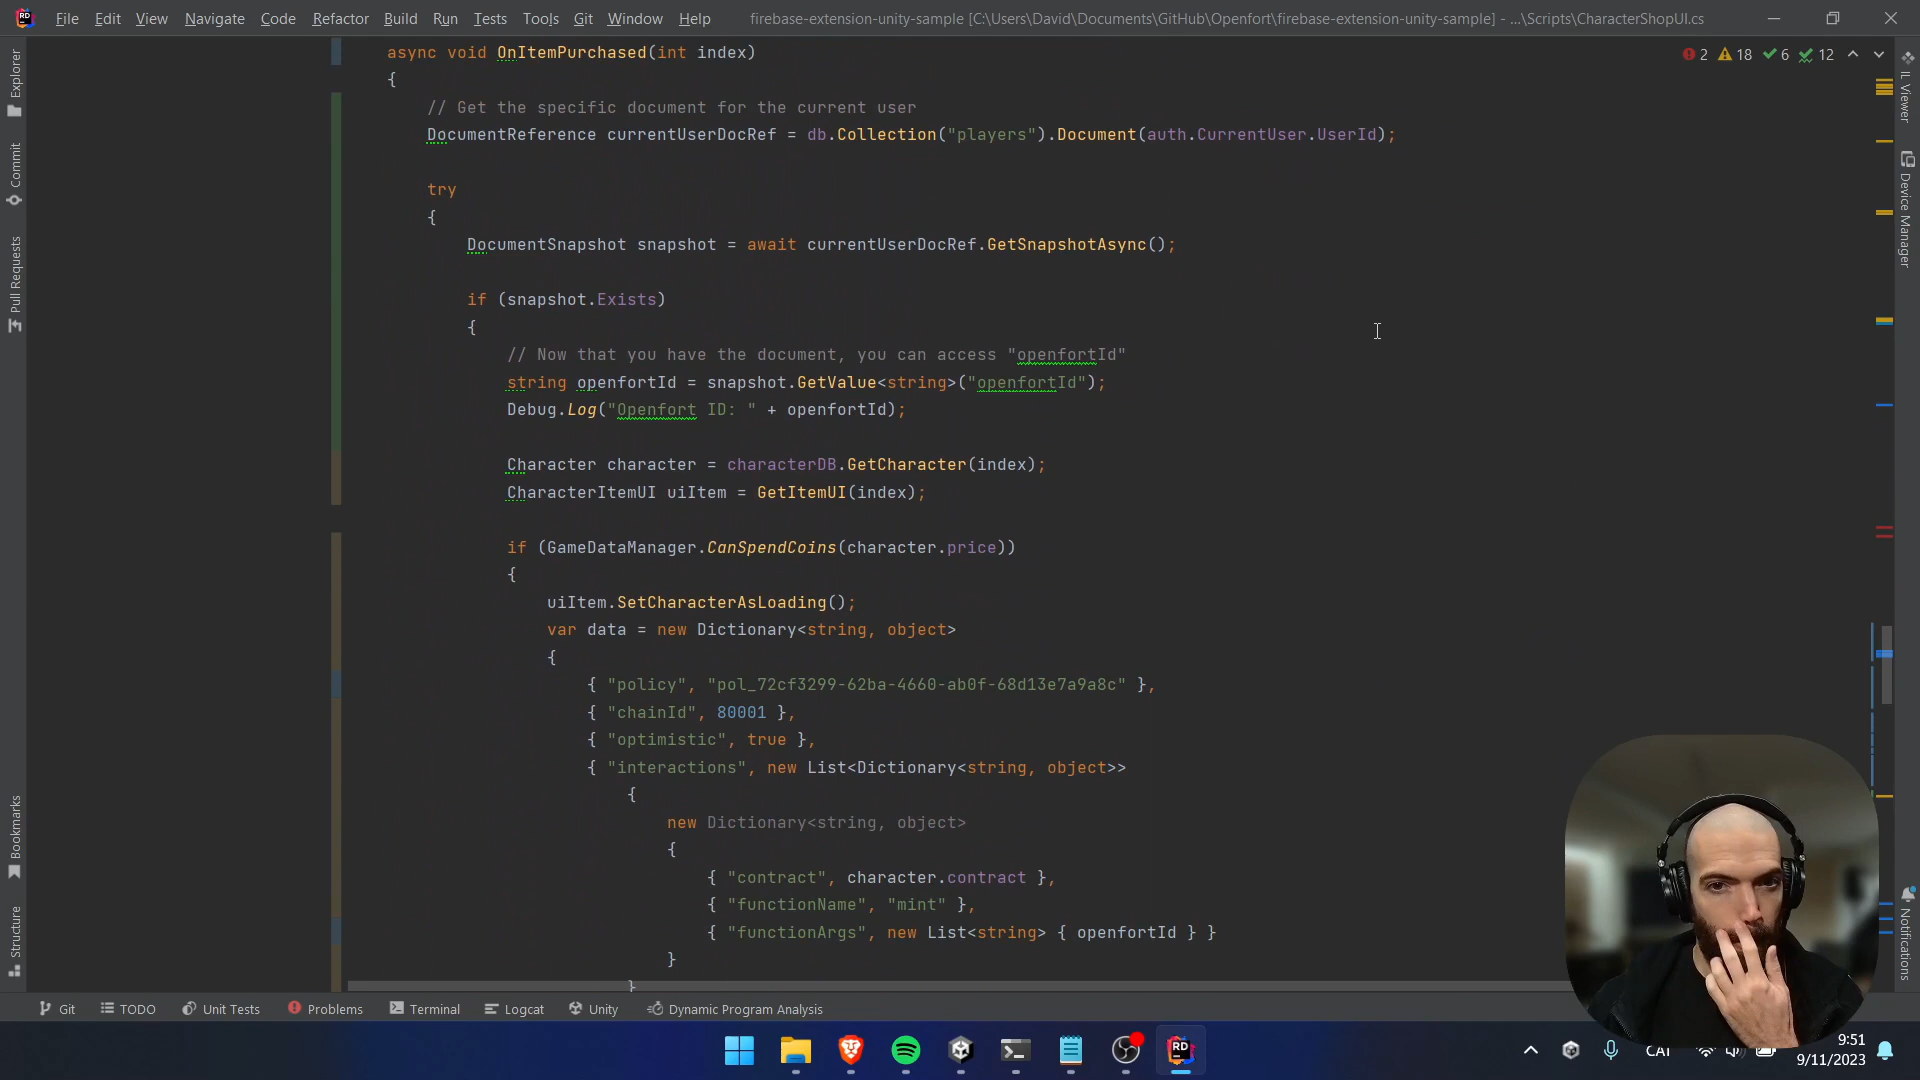 File Edit View Navigate Code Refactor Build Run Tests Tools Git Window Help firebase-extension-unity-sample [C:\Users\David\Documents\GitHub\Openfort\firebase-extension-unity-sample] - ...\Scripts\CharacterShopUI.cs
2 18 6 12
Explorer
Commit
Pull Requests
Bookmarks
Structure
async void OnItemPurchased(int index)
{
// Get the specific document for the current user
DocumentReference currentUserDocRef = db.Collection("players").Document(auth.CurrentUser.UserId);
try
{
DocumentSnapshot snapshot = await currentUserDocRef.GetSnapshotAsync();
if (snapshot.Exists)
{
// Now that you have the document, you can access "openfortId"
string openfortId = snapshot.GetValue<string>("openfortId");
Debug.Log("Openfort ID: " + openfortId);
Character character = characterDB.GetCharacter(index);
CharacterItemUI uiItem = GetItemUI(index);
if (GameDataManager.CanSpendCoins(character.price))
{
uiItem.SetCharacterAsLoading();
var data = new Dictionary<string, object>
{
{ "policy", "pol_72cf3299-62ba-4660-ab0f-68d13e7a9a8c" },
{ "chainId", 80001 },
{ "optimistic", true },
{ "interactions", new List<Dictionary<string, object>>
{
new Dictionary<string, object>
{
{ "contract", character.contract },
{ "functionName", "mint" },
{ "functionArgs", new List<string> { openfortId } }
}
}
IL Viewer
Device Manager
Notifications
Git TODO Unit Tests Problems Terminal Logcat Unity Dynamic Program Analysis
RD
CAT
9:51
9/11/2023